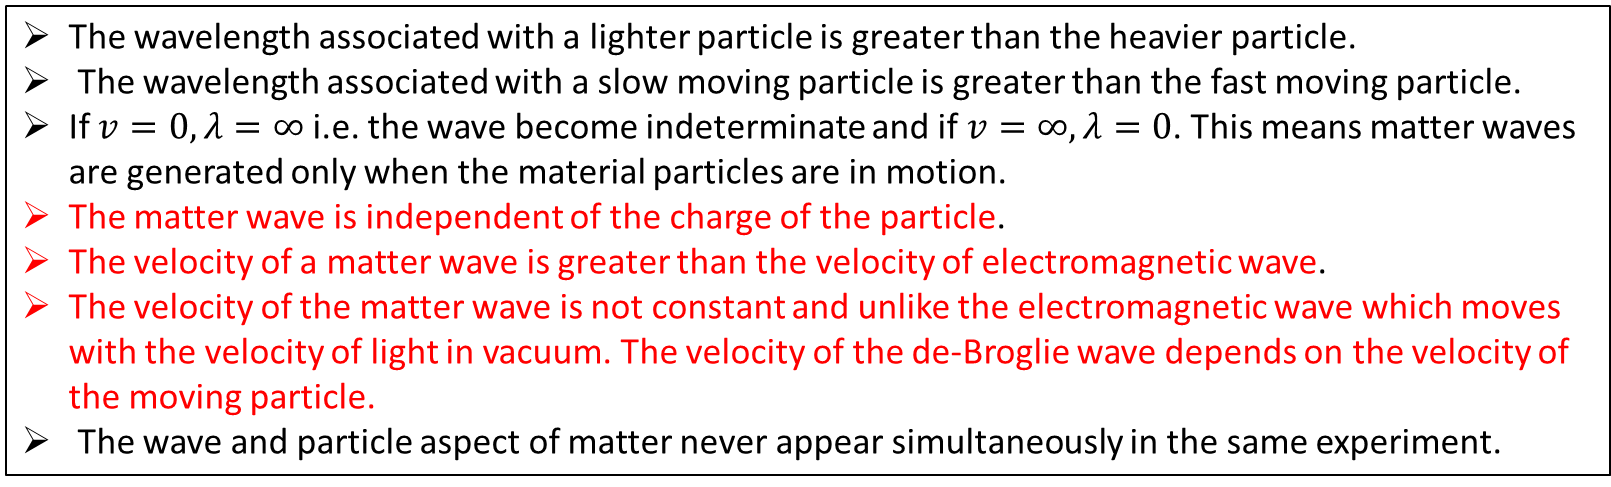 ➢ The wavelength associated with a lighter particle is greater than the heavier particle.
➢ The wavelength associated with a slow moving particle is greater than the fast moving particle.
➢ If 𝑣 = 0, 𝜆 = ∞ i.e. the wave become indeterminate and if 𝑣 = ∞, 𝜆 = 0. This means matter waves
are generated only when the material particles are in motion.
➢ The matter wave is independent of the charge of the particle.
➢ The velocity of a matter wave is greater than the velocity of electromagnetic wave.
➢ The velocity of the matter wave is not constant and unlike the electromagnetic wave which moves
with the velocity of light in vacuum. The velocity of the de-Broglie wave depends on the velocity of
the moving particle.
➢ The wave and particle aspect of matter never appear simultaneously in the same experiment.